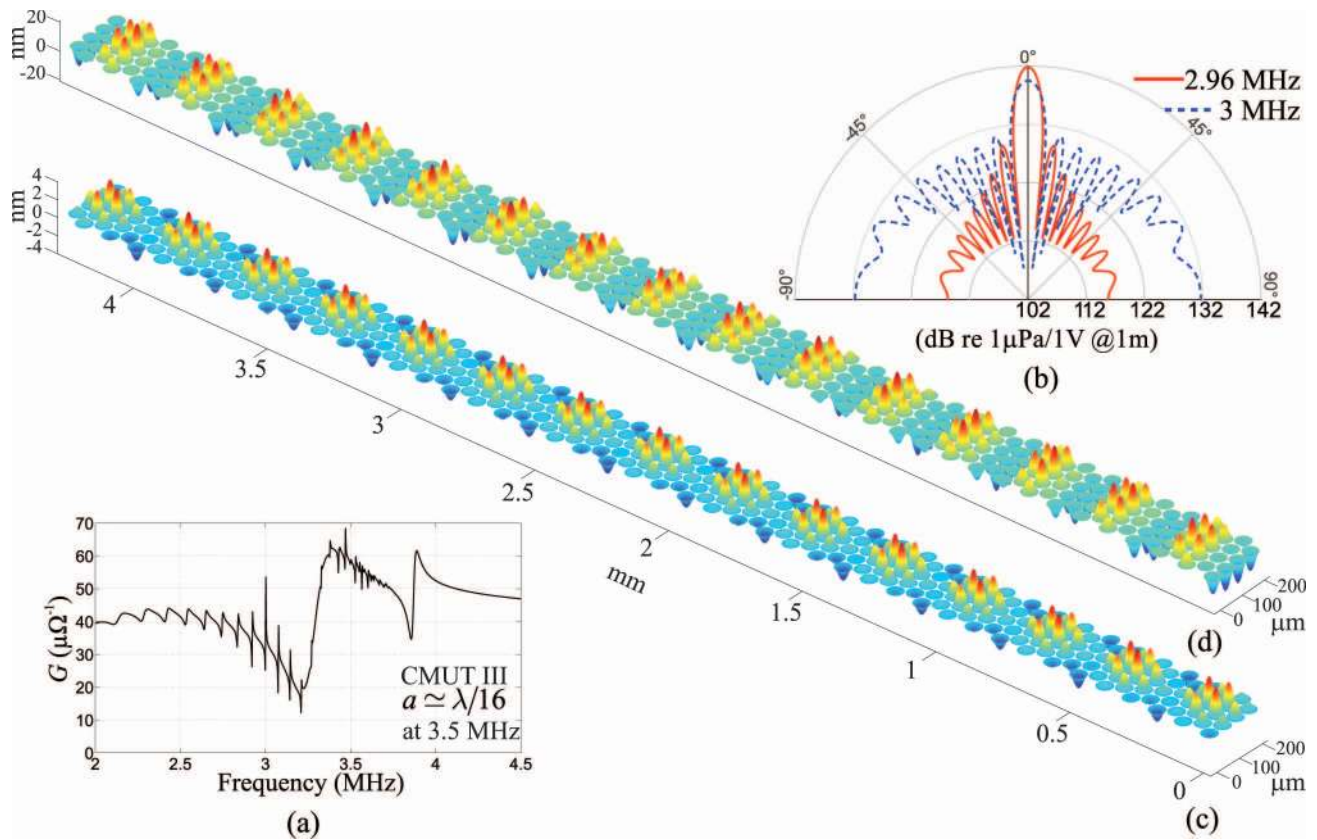 20
0
-20
nm
4
2
0
-2
-4
nm
4
3.5
3
2.5
2
1.5
1
0.5
0
mm
0°
-45°
45°
-90°
90°
2.96 MHz
3 MHz
102 112 122 132 142
(dB re 1μPa/1V @1m)
(b)
200
100
0
μm
(d)
200
100
0
μm
(c)
70
60
50
40
30
20
10
0
G (μΩ⁻¹)
CMUT III
a ≃ λ/16
at 3.5 MHz
2 2.5 3.0 3.5 4 4.5
Frequency (MHz)
(a)